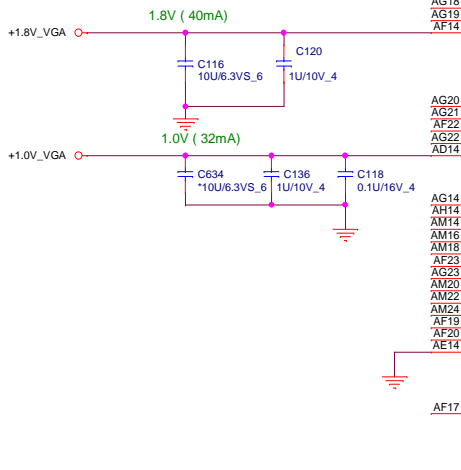 AG18
1.8V ( 40mA)
AG19
+1.8V_VGA
AF14
C116
10U/6.3VS_6
C120
1U/10V_4
AG20
AG21
AF22
1.0V ( 32mA)
AG22
+1.0V_VGA
AD14
C634
*10U/6.3VS_6
C136
1U/10V_4
C118
0.1U/16V_4
AG14
AH14
AM14
AM16
AM18
AF23
AG23
AM20
AM22
AM24
AF19
AF20
AE14
AF17